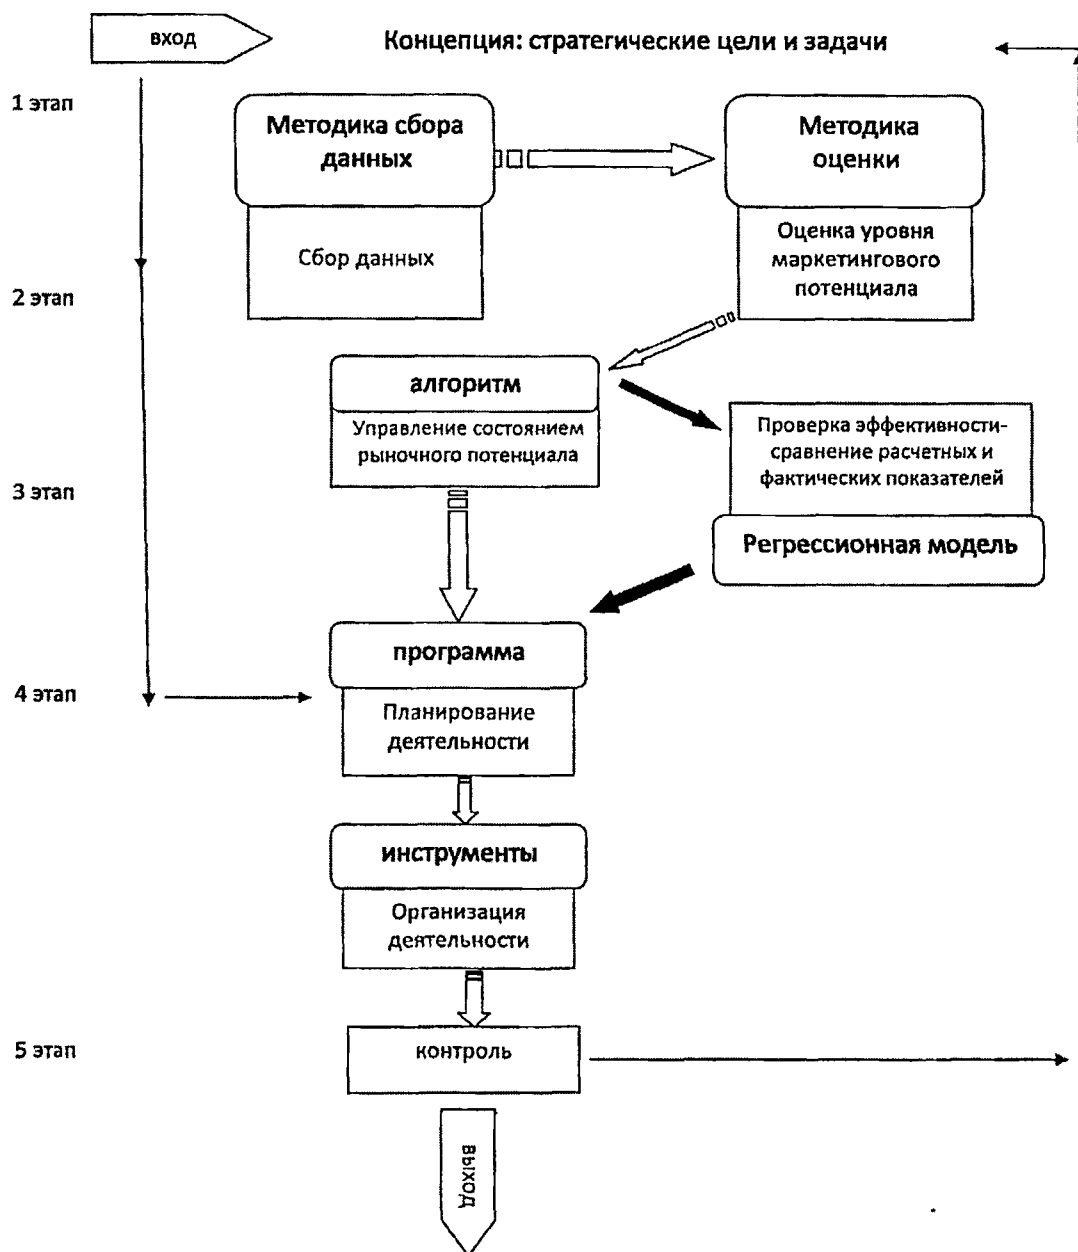 вход
Концепция: стратегические цели и задачи
1 этап
Методика сбора
данных
Методика
оценки
Сбор данных
Оценка уровня
маркетингового
потенциала
2 этап
алгоритм
Управление состоянием
рыночного потенциала
Проверка эффективности-
сравнение расчетных и
фактических показателей
3 этап
Регрессионная модель
программа
4 этап
Планирование
деятельности
инструменты
Организация
деятельности
5 этап
контроль
выход